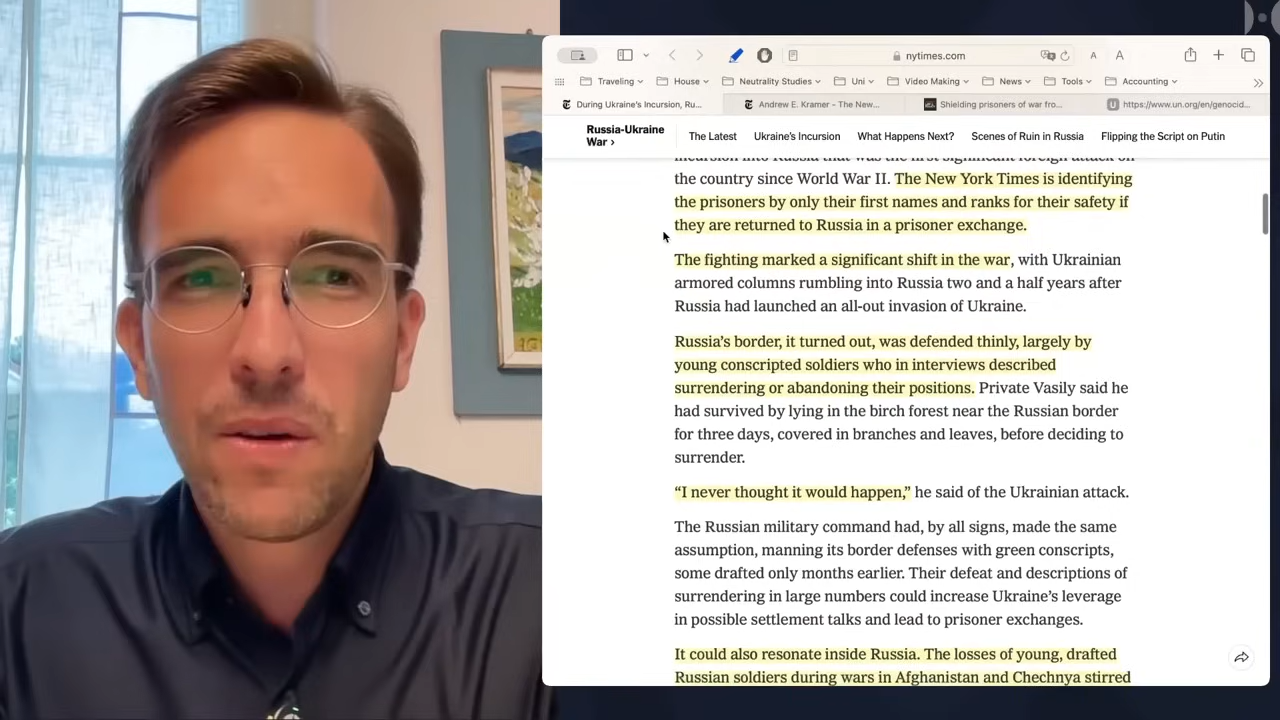 nytimes.com
A
A
Traveling
House
Neutrality Studies
Uni
Video Making
News
Tools
Accounting
During Ukraine's Incursion, Ru...
Andrew E. Kramer - The New...
Shielding prisoners of war fro...
https://www.un.org/en/genocid...
Russia-Ukraine
War ›
The Latest
Ukraine's Incursion
What Happens Next?
Scenes of Ruin in Russia
Flipping the Script on Putin
incursion into Russia that was the first significant foreign attack on
the country since World War II. The New York Times is identifying
the prisoners by only their first names and ranks for their safety if
they are returned to Russia in a prisoner exchange.
The fighting marked a significant shift in the war, with Ukrainian
armored columns rumbling into Russia two and a half years after
Russia had launched an all-out invasion of Ukraine.
Russia's border, it turned out, was defended thinly, largely by
young conscripted soldiers who in interviews described
surrendering or abandoning their positions. Private Vasily said he
had survived by lying in the birch forest near the Russian border
for three days, covered in branches and leaves, before deciding to
surrender.
“I never thought it would happen,” he said of the Ukrainian attack.
The Russian military command had, by all signs, made the same
assumption, manning its border defenses with green conscripts,
some drafted only months earlier. Their defeat and descriptions of
surrendering in large numbers could increase Ukraine's leverage
in possible settlement talks and lead to prisoner exchanges.
It could also resonate inside Russia. The losses of young, drafted
Russian soldiers during wars in Afghanistan and Chechnya stirred